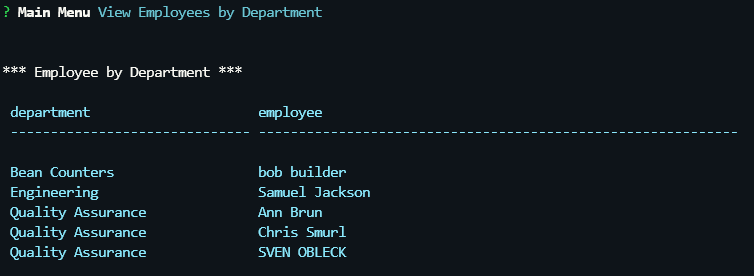 ? Main Menu View Employees by Department
*** Employee by Department ***
department employee
------------------------------ ------------------------------------------------------------
Bean Counters bob builder
Engineering Samuel Jackson
Quality Assurance Ann Brun
Quality Assurance Chris Smurl
Quality Assurance SVEN OBLECK